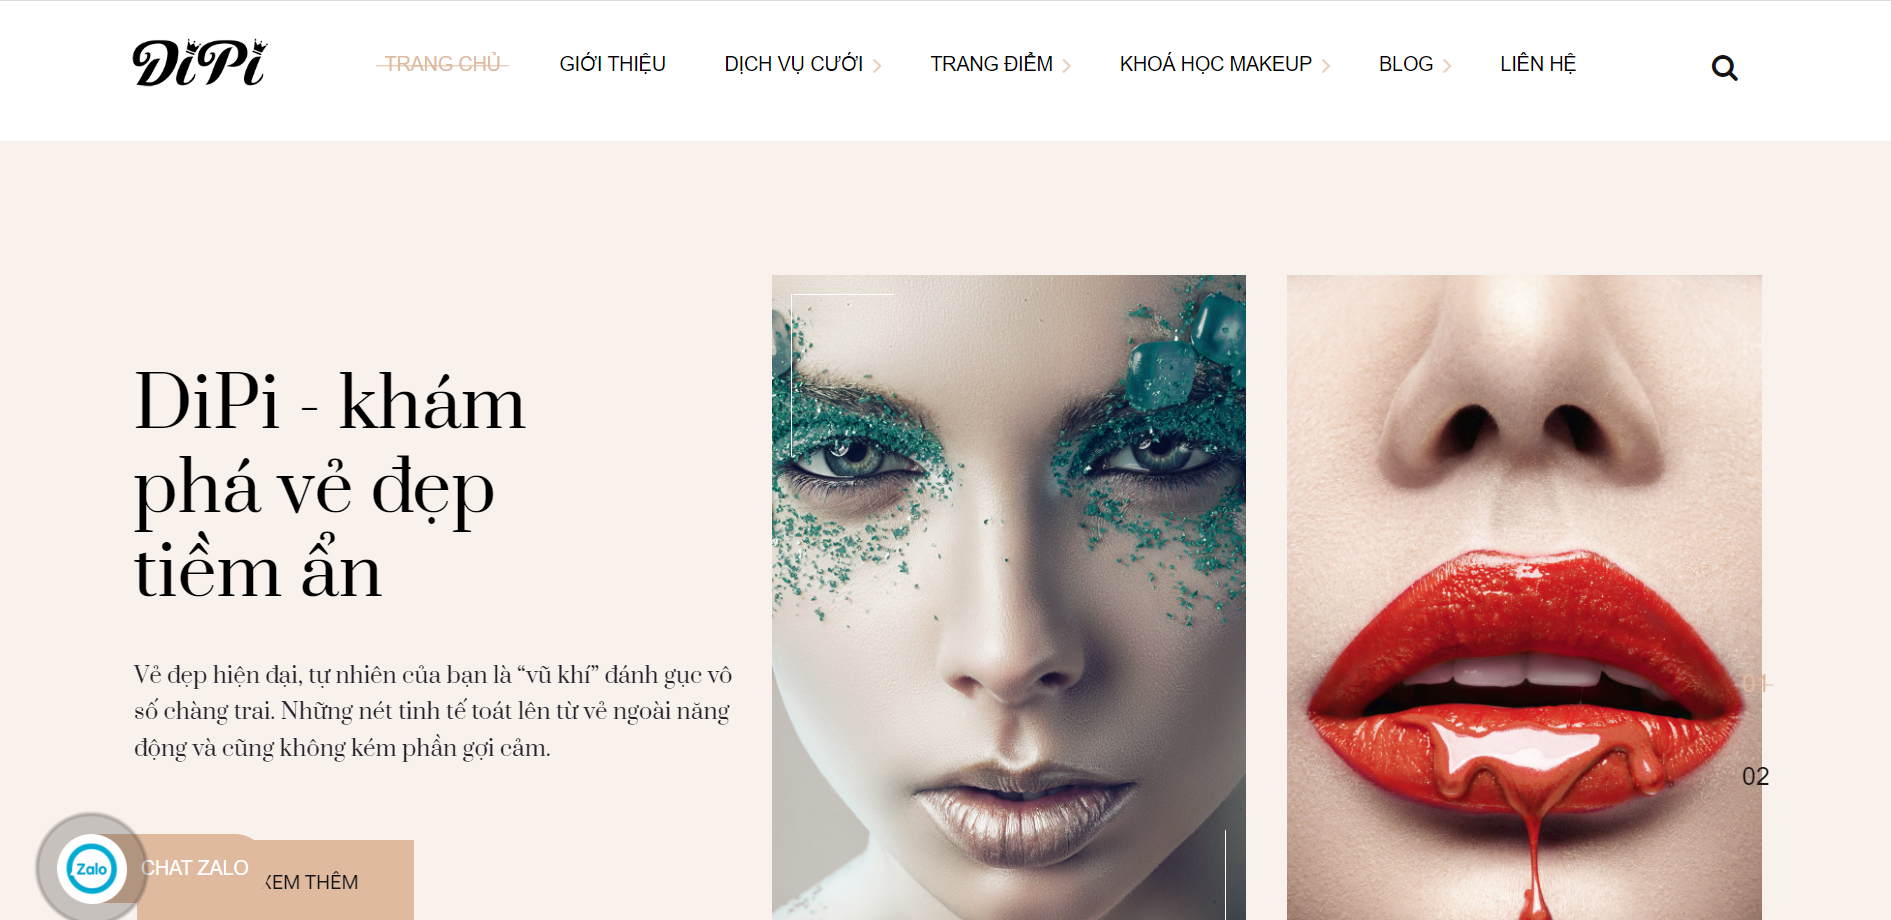 DiPi
TRANG CHỦ GIỚI THIỆU DỊCH VỤ CƯỚI TRANG ĐIỂM KHOÁ HỌC MAKEUP BLOG LIÊN HỆ
DiPi - khám
phá vẻ đẹp
tiềm ẩn
Vẻ đẹp hiện đại, tự nhiên của bạn là “vũ khí” đánh gục vô
số chàng trai. Những nét tinh tế toát lên từ vẻ ngoài năng
động và cũng không kém phần gợi cảm.
01
02
Zalo
CHAT ZALO
XEM THÊM